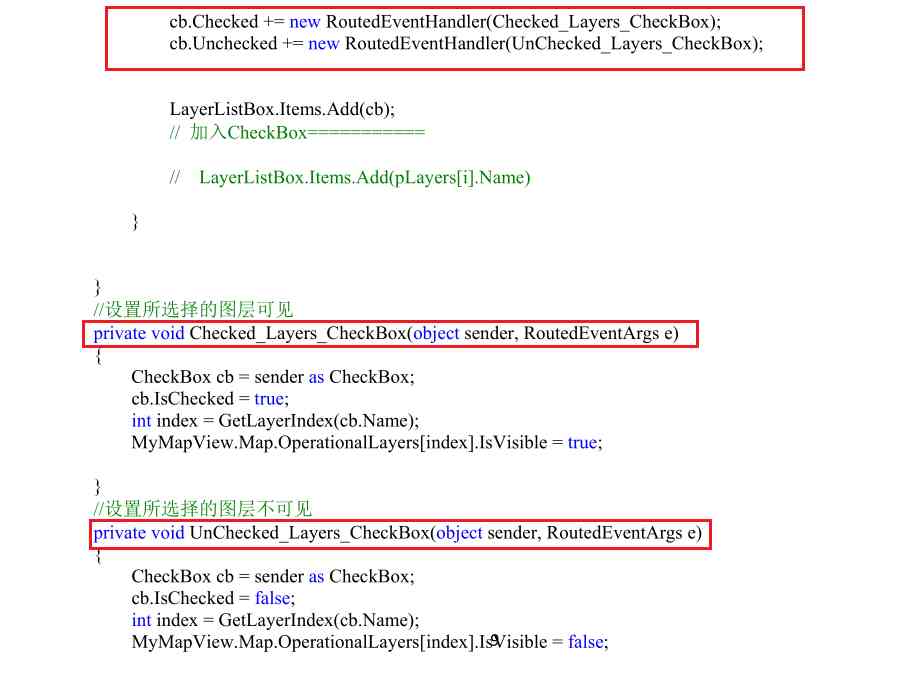 cb.Checked += new RoutedEventHandler(Checked_Layers_CheckBox);
cb.Unchecked += new RoutedEventHandler(UnChecked_Layers_CheckBox);
LayerListBox.Items.Add(cb);
// 加入CheckBox===========
// LayerListBox.Items.Add(pLayers[i].Name)
}
}
//设置所选择的图层可见
private void Checked_Layers_CheckBox(object sender, RoutedEventArgs e)
{
CheckBox cb = sender as CheckBox;
cb.IsChecked = true;
int index = GetLayerIndex(cb.Name);
MyMapView.Map.OperationalLayers[index].IsVisible = true;
}
//设置所选择的图层不可见
private void UnChecked_Layers_CheckBox(object sender, RoutedEventArgs e)
{
CheckBox cb = sender as CheckBox;
cb.IsChecked = false;
int index = GetLayerIndex(cb.Name);
MyMapView.Map.OperationalLayers[index].IsVisible = false;
9